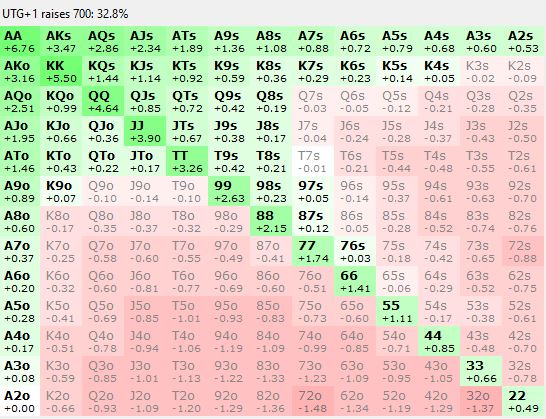 UTG+1 raises 700: 32.8%
AA AKs AQs AJs ATs A9s A8s A7s A6s A5s A4s A3s A2s
+6.76 +3.47 +2.86 +2.34 +1.89 +1.36 +1.08 +0.88 +0.72 +0.79 +0.68 +0.60 +0.53
AKo KK KQs KJs KTs K9s K8s K7s K6s K5s K4s K3s K2s
+3.16 +5.50 +1.44 +1.14 +0.92 +0.59 +0.36 +0.29 +0.23 +0.14 +0.05 -0.02 -0.09
AQo KQo QQ QJs QTs Q9s Q8s Q7s Q6s Q5s Q4s Q3s Q2s
+2.51 +0.99 +4.64 +0.85 +0.72 +0.42 +0.19 -0.03 -0.05 -0.12 -0.21 -0.28 -0.35
AJo KJo QJo JJ JTs J9s J8s J7s J6s J5s J4s J3s J2s
+1.95 +0.66 +0.36 +3.90 +0.67 +0.38 +0.17 -0.04 -0.24 -0.28 -0.37 -0.43 -0.50
ATo KTo QTo JTo TT T9s T8s T7s T6s T5s T4s T3s T2s
+1.46 +0.43 +0.22 +0.17 +3.26 +0.42 +0.21 -0.01 -0.21 -0.44 -0.48 -0.55 -0.61
A9o K9o Q9o J9o T9o 99 98s 97s 96s 95s 94s 93s 92s
+0.89 +0.07 -0.10 -0.14 -0.10 +2.63 +0.23 +0.05 -0.14 -0.37 -0.61 -0.63 -0.70
A8o K8o Q8o J8o T8o 98o 88 87s 86s 85s 84s 83s 82s
+0.60 -0.17 -0.35 -0.37 -0.32 -0.29 +2.15 +0.12 -0.05 -0.28 -0.52 -0.74 -0.76
A7o K7o Q7o J7o T7o 97o 87o 77 76s 75s 74s 73s 72s
+0.37 -0.25 -0.58 -0.60 -0.55 -0.49 -0.41 +1.74 +0.03 -0.18 -0.42 -0.65 -0.88
A6o K6o Q6o J6o T6o 96o 86o 76o 66 65s 64s 63s 62s
+0.20 -0.32 -0.60 -0.81 -0.77 -0.69 -0.60 -0.51 +1.41 -0.06 -0.29 -0.52 -0.75
A5o K5o Q5o J5o T5o 95o 85o 75o 65o 55 54s 53s 52s
+0.28 -0.41 -0.69 -0.85 -1.01 -0.93 -0.83 -0.73 -0.60 +1.11 -0.17 -0.38 -0.61
A4o K4o Q4o J4o T4o 94o 84o 74o 64o 54o 44 43s 42s
+0.17 -0.51 -0.78 -0.94 -1.06 -1.19 -1.09 -0.99 -0.85 -0.71 +0.85 -0.48 -0.70
A3o K3o Q3o J3o T3o 93o 83o 73o 63o 53o 43o 33 32s
+0.08 -0.59 -0.85 -1.01 -1.13 -1.22 -1.33 -1.23 -1.09 -0.95 -1.05 +0.66 -0.78
A2o K2o Q2o J2o T2o 92o 82o 72o 62o 52o 42o 32o 22
+0.00 -0.66 -0.93 -1.09 -1.20 -1.29 -1.35 -1.48 -1.34 -1.19 -1.29 -1.37 +0.49